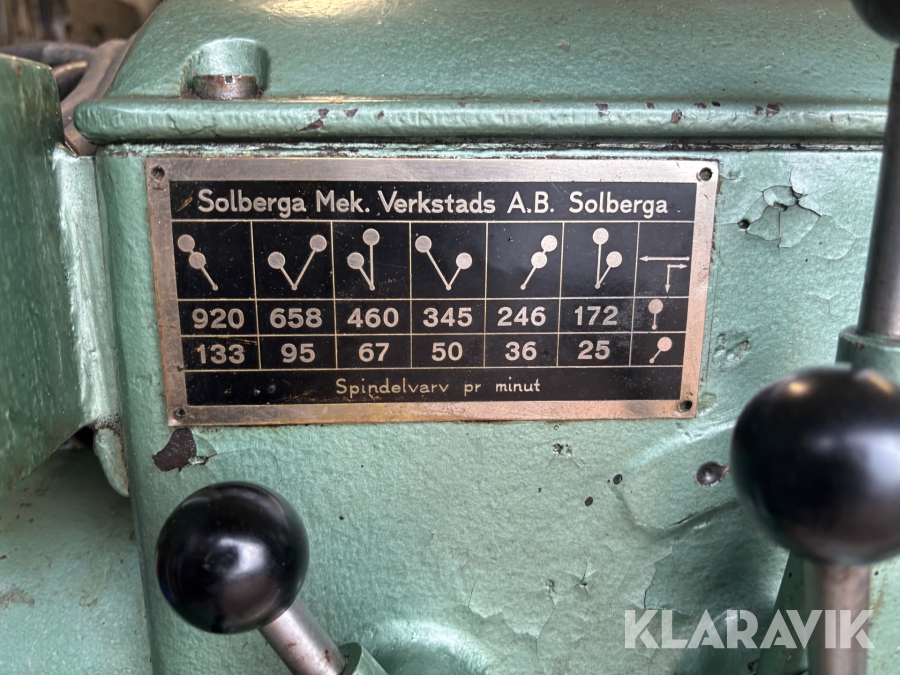 Solberga Mek. Verkstads A.B. Solberga
920 658 460 345 246 172
133 95 67 50 36 25
Spindelvarv pr minut
KLARAVIK